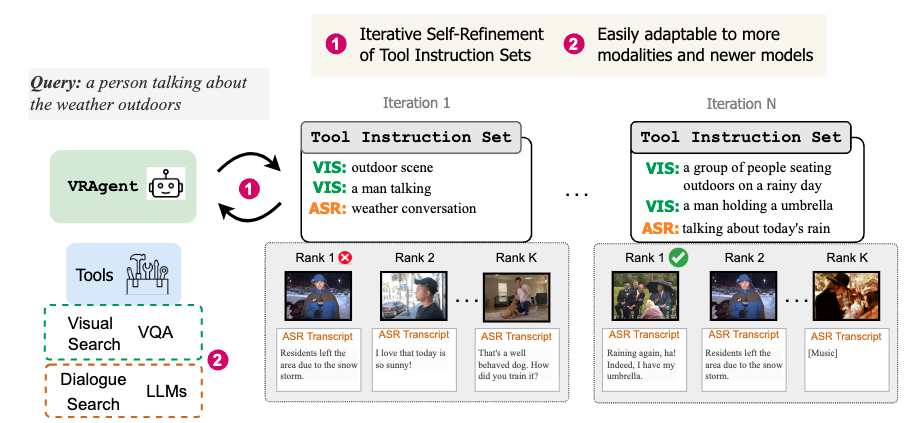 1 Iterative Self-Refinement
of Tool Instruction Sets
2 Easily adaptable to more
modalities and newer models
Query: a person talking about
the weather outdoors
Iteration 1
Iteration N
VRAgent
1
Tool Instruction Set
VIS: outdoor scene
VIS: a man talking
ASR: weather conversation
...
Tool Instruction Set
VIS: a group of people seating
outdoors on a rainy day
VIS: a man holding a umbrella
ASR: talking about today's rain
Tools
Visual
Search
VQA
2
Dialogue
Search
LLMs
Rank 1
Rank 2
Rank K
...
ASR Transcript
Residents left the
area due to the snow
storm.
ASR Transcript
I love that today is
so sunny!
ASR Transcript
That's a well
behaved dog. How
did you train it?
Rank 1
Rank 2
Rank K
...
ASR Transcript
Raining again, ha!
Indeed, I have my
umbrella.
ASR Transcript
Residents left the
area due to the snow
storm.
ASR Transcript
[Music]